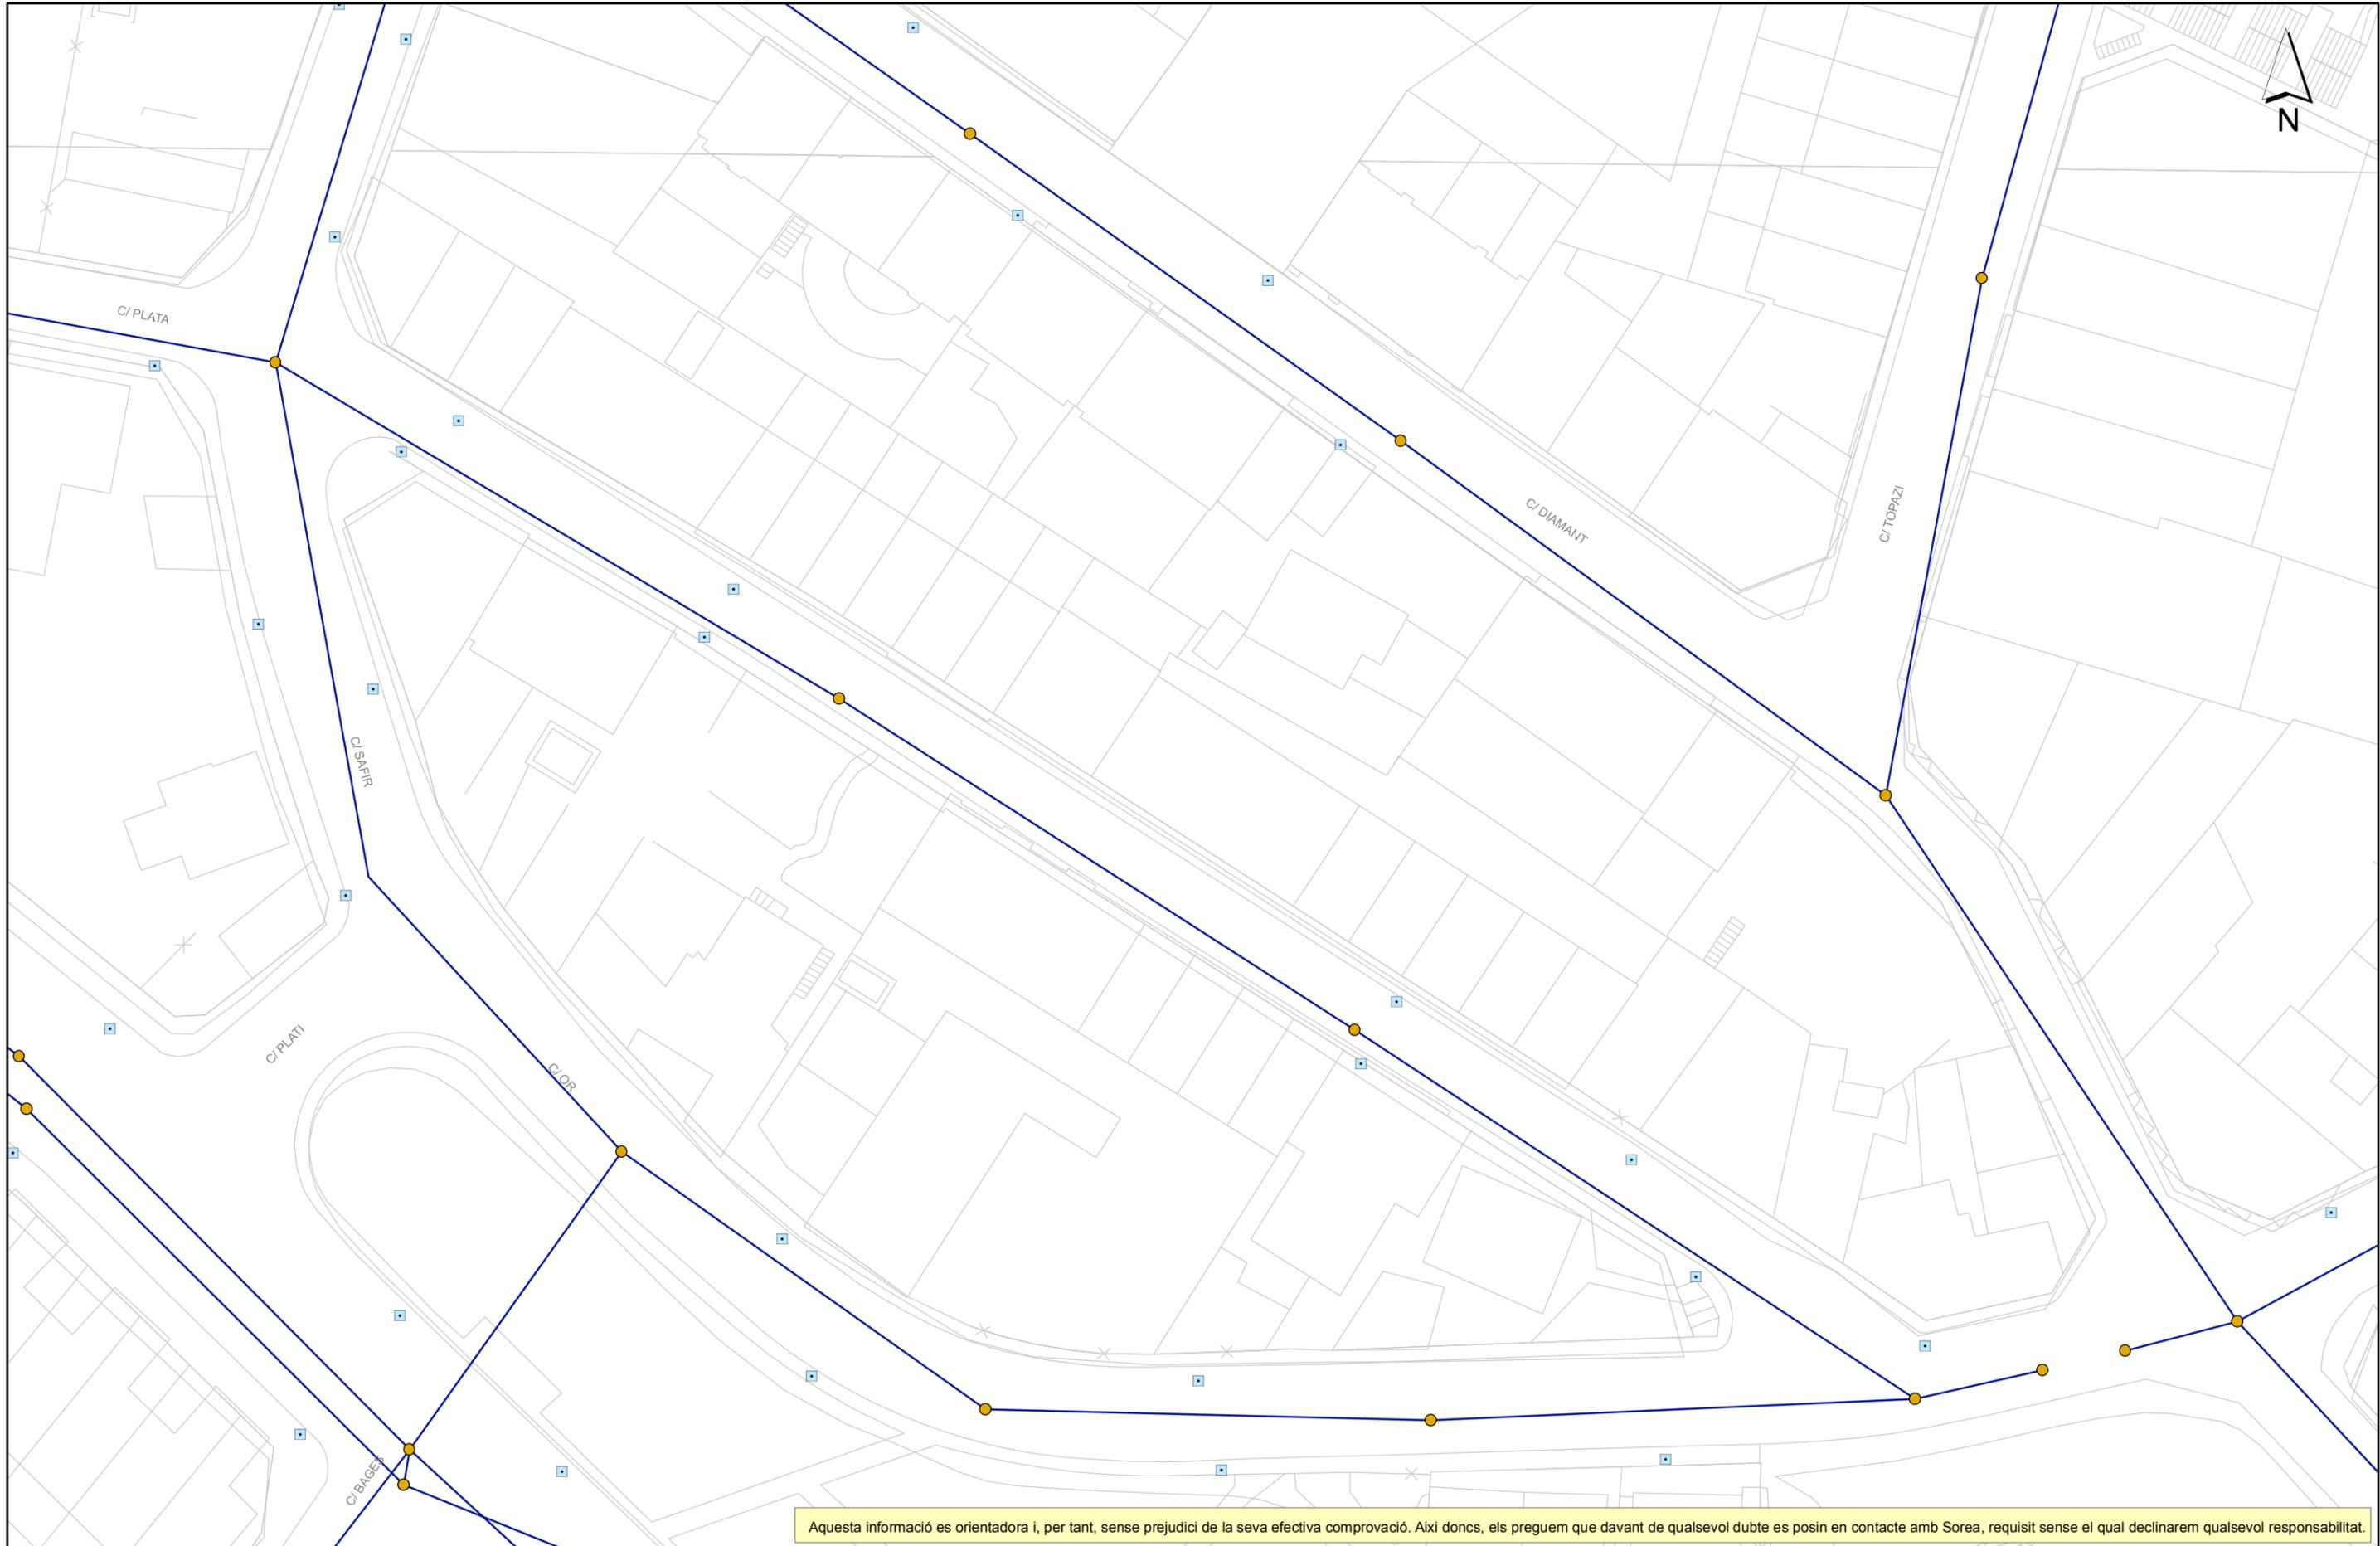 N
C/ PLATA
C/ DIAMANT
C/ TOPAZI
C/ SAFIR
C/ PLATI
C/ OR
C/ BAGES
Aquesta informació es orientadora i, per tant, sense prejudici de la seva efectiva comprovació. Aixi doncs, els preguem que davant de qualsevol dubte es posin en contacte amb Sorea, requisit sense el qual declinarem qualsevol responsabilitat.